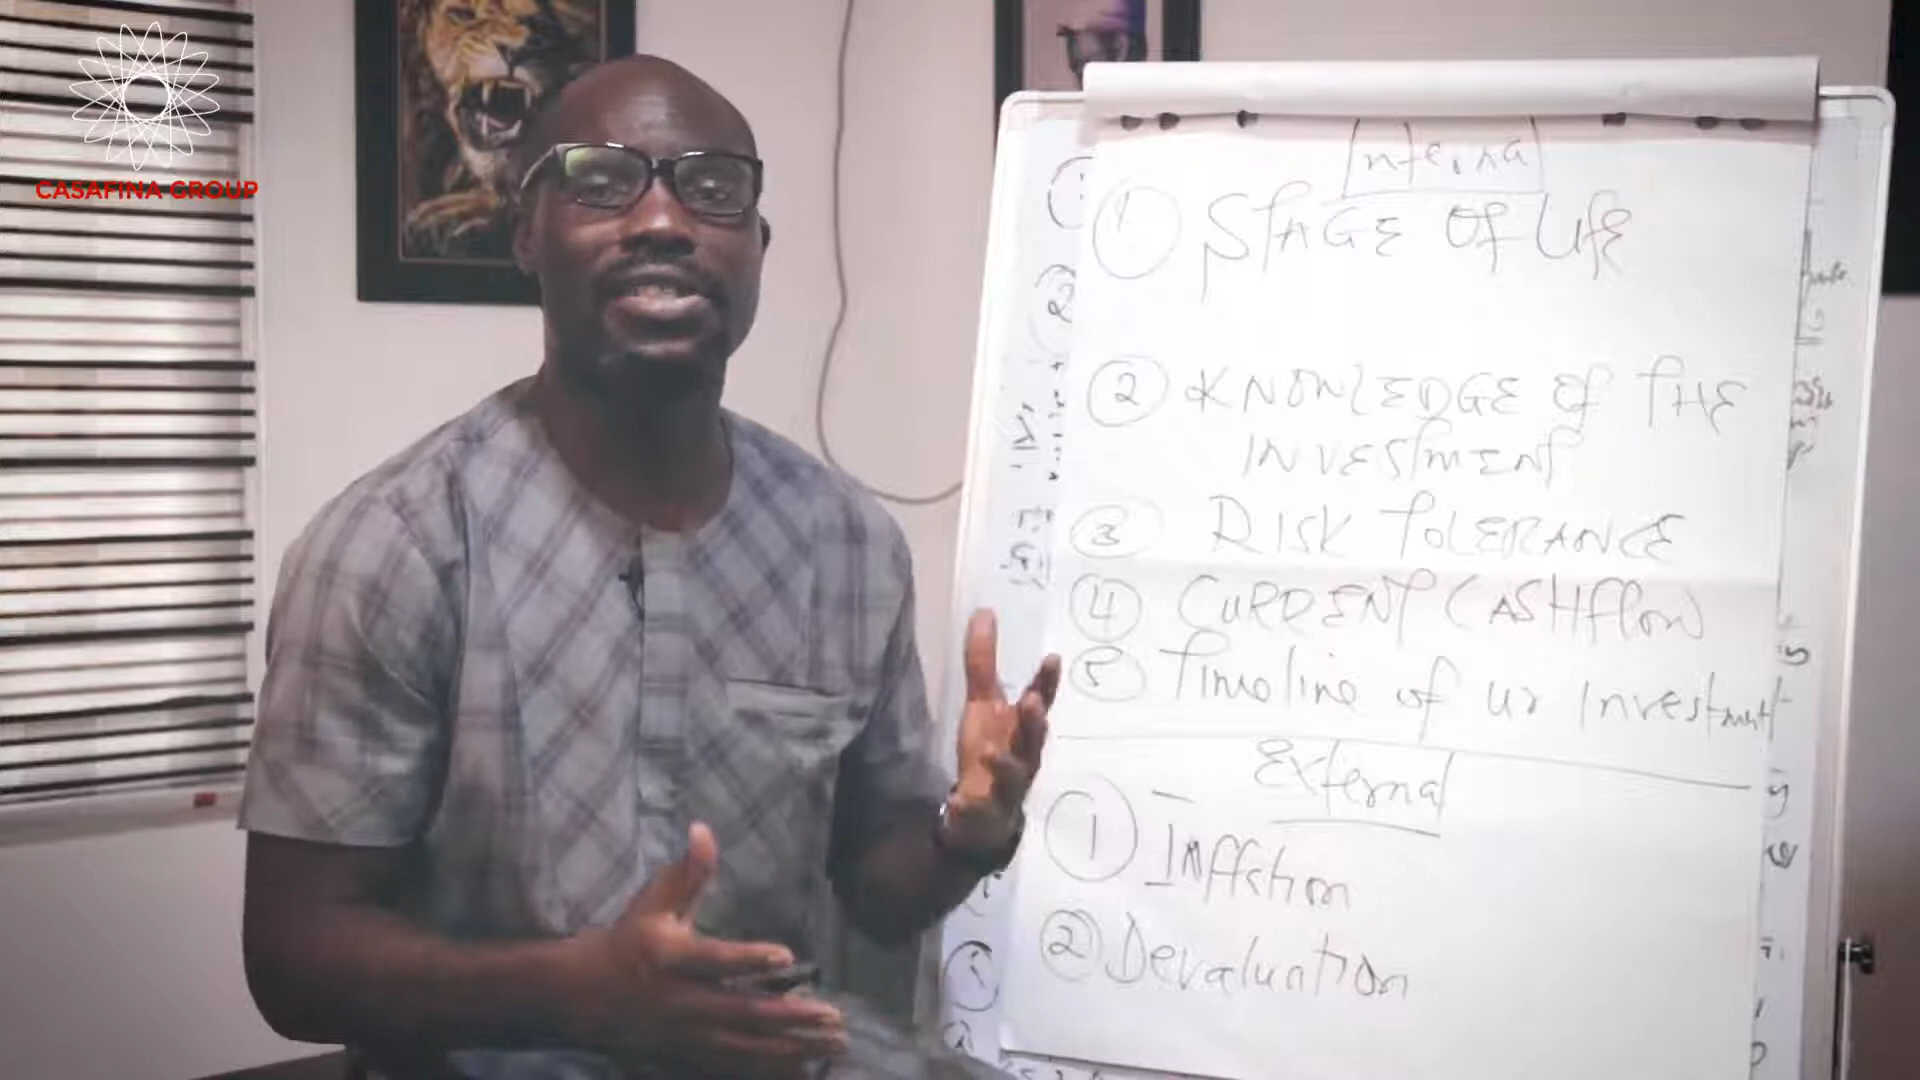 CASAFINA GROUP
Internal
① STAGE OF LIFE
② KNOWLEDGE OF THE
INVESTMENT
③ RISK TOLERANCE
④ CURRENT CASHFLOW
⑤ Timeline of ur investment
External
① Inflation
② Devaluation